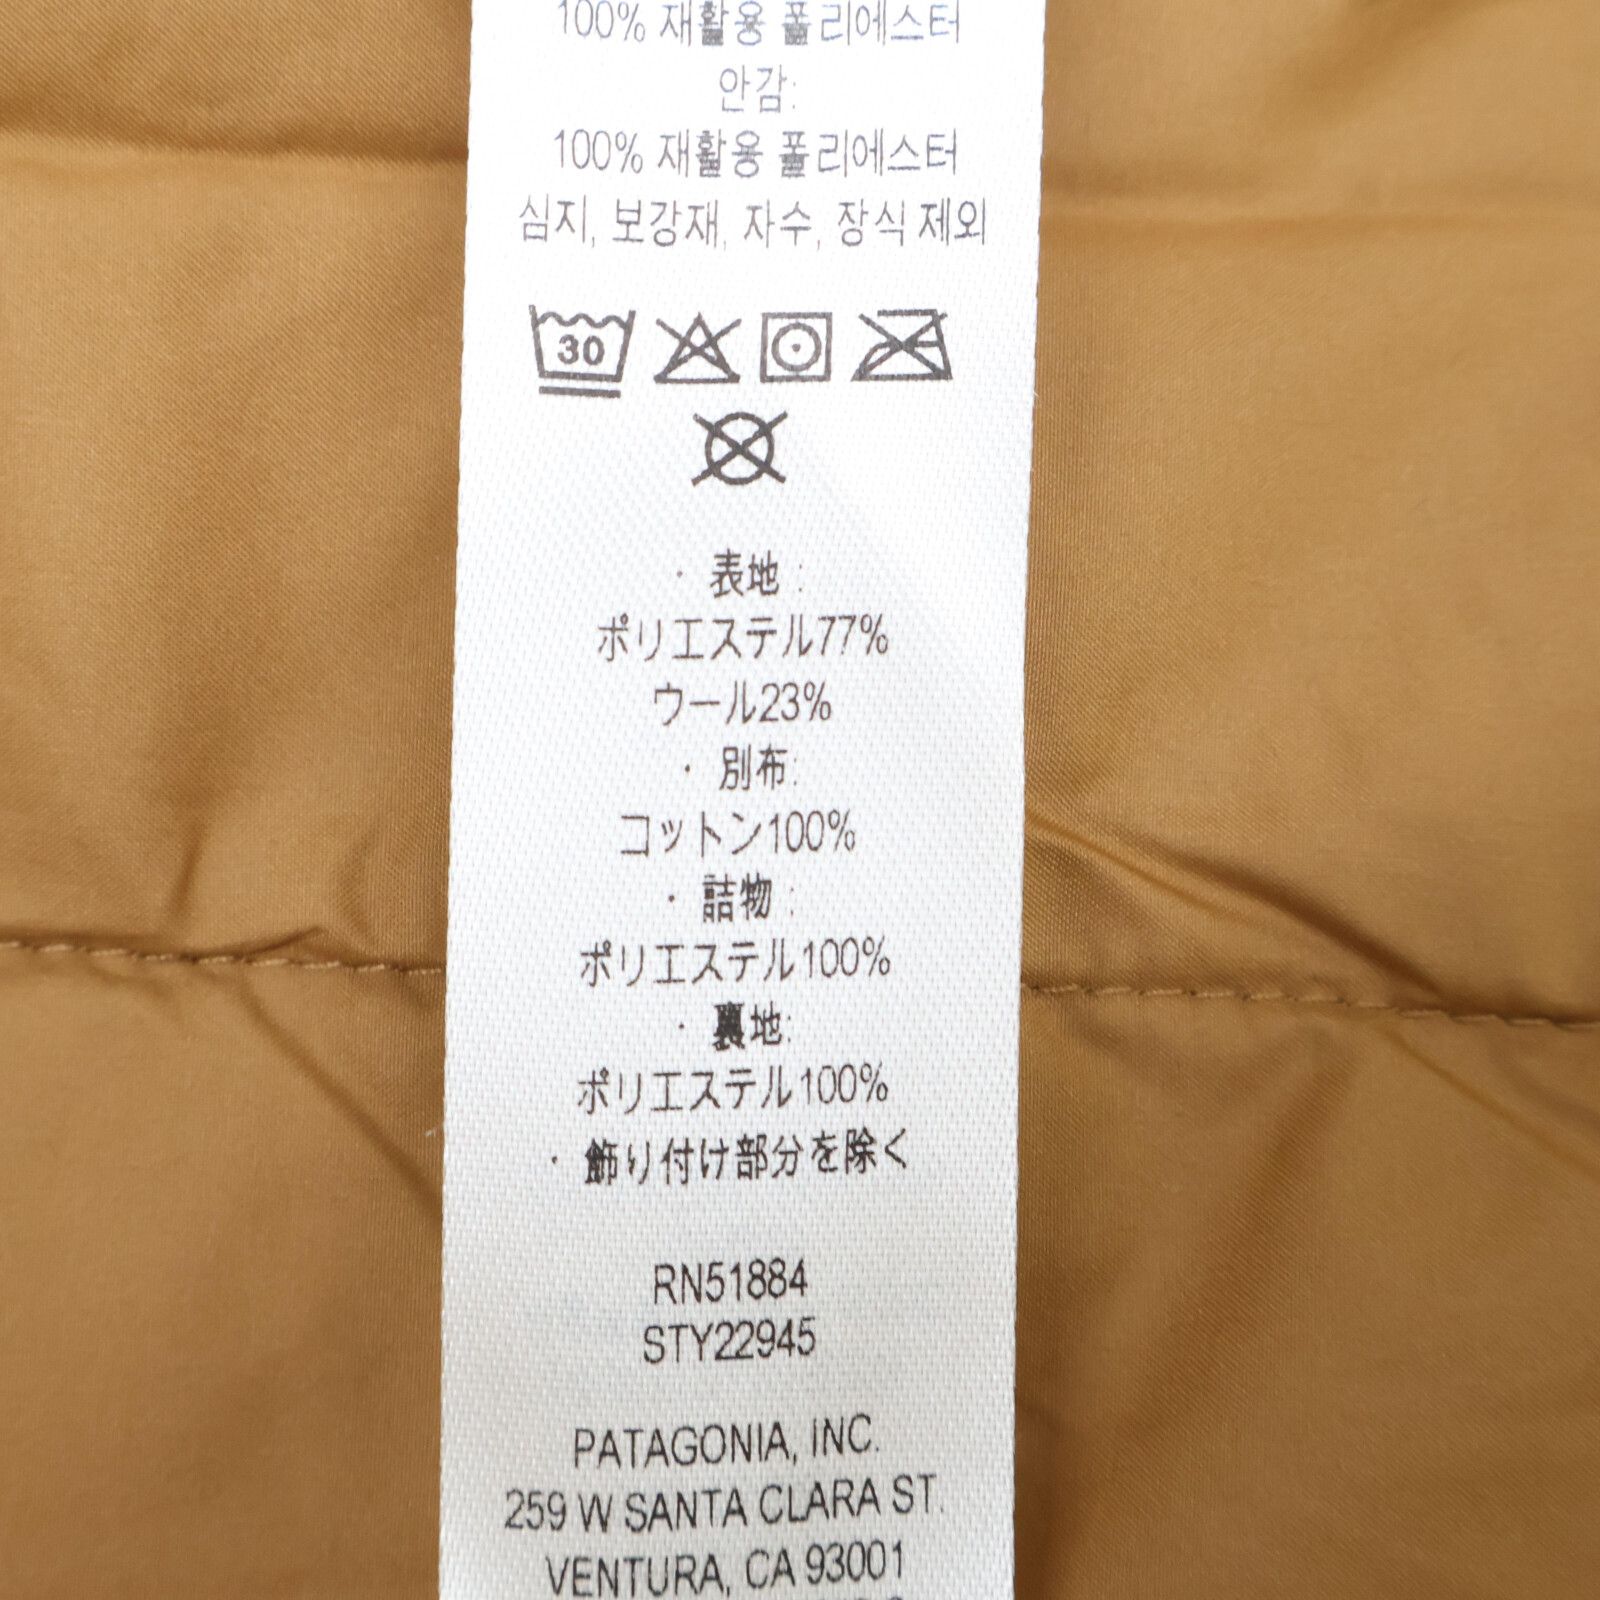 100% 재활용 폴리에스터
안감:
100% 재활용 폴리에스터
심지, 보강재, 자수, 장식 제외
30
· 表地 :
ポリエステル77%
ウール23%
· 別布:
コットン100%
· 詰物 :
ポリエステル100%
· 裏地:
ポリエステル100%
· 飾り付け部分を除く
RN51884
STY22945
PATAGONIA, INC.
259 W SANTA CLARA ST.
VENTURA, CA 93001